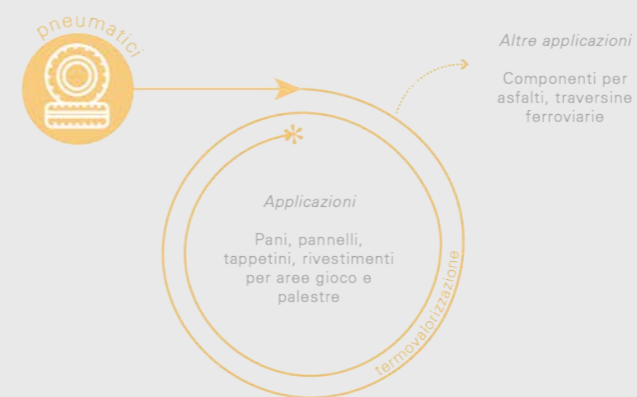 pneumatici
Altre applicazioni
Componenti per
asfalti, traversine
ferroviarie
Applicazioni
Pani, pannelli,
tappetini, rivestimenti
per aree gioco e
palestre
termovalorizzazione